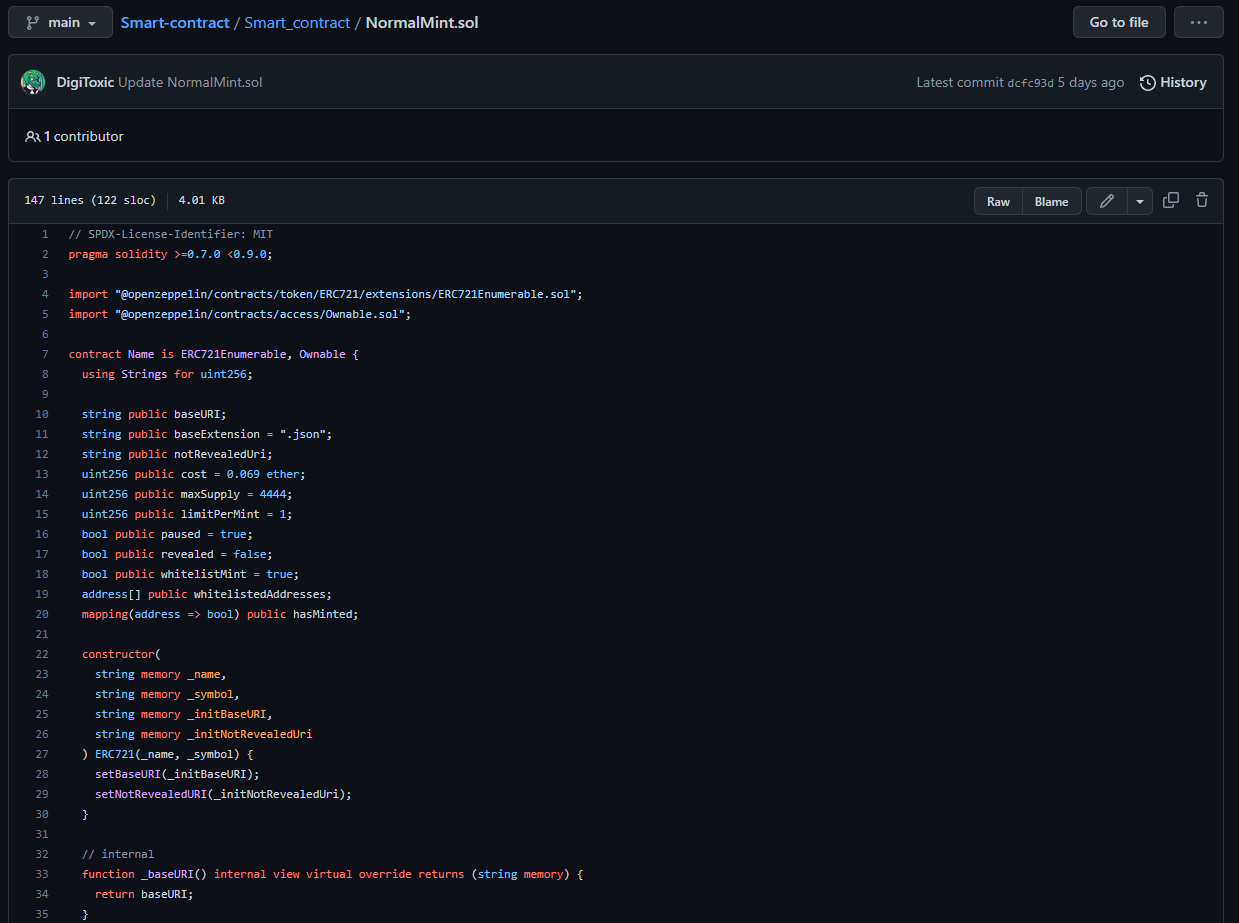 main Smart-contract / Smart_contract / NormalMint.sol Go to file ...
DigiToxic Update NormalMint.sol Latest commit dcfc93d 5 days ago History
1 contributor
147 lines (122 sloc) 4.01 KB Raw Blame
1 // SPDX-License-Identifier: MIT
2 pragma solidity >=0.7.0 <0.9.0;
3
4 import "@openzeppelin/contracts/token/ERC721/extensions/ERC721Enumerable.sol";
5 import "@openzeppelin/contracts/access/Ownable.sol";
6
7 contract Name is ERC721Enumerable, Ownable {
8   using Strings for uint256;
9
10   string public baseURI;
11   string public baseExtension = ".json";
12   string public notRevealedUri;
13   uint256 public cost = 0.069 ether;
14   uint256 public maxSupply = 4444;
15   uint256 public limitPerMint = 1;
16   bool public paused = true;
17   bool public revealed = false;
18   bool public whitelistMint = true;
19   address[] public whitelistedAddresses;
20   mapping(address => bool) public hasMinted;
21
22   constructor(
23     string memory _name,
24     string memory _symbol,
25     string memory _initBaseURI,
26     string memory _initNotRevealedUri
27   ) ERC721(_name, _symbol) {
28     setBaseURI(_initBaseURI);
29     setNotRevealedURI(_initNotRevealedUri);
30   }
31
32   // internal
33   function _baseURI() internal view virtual override returns (string memory) {
34     return baseURI;
35   }